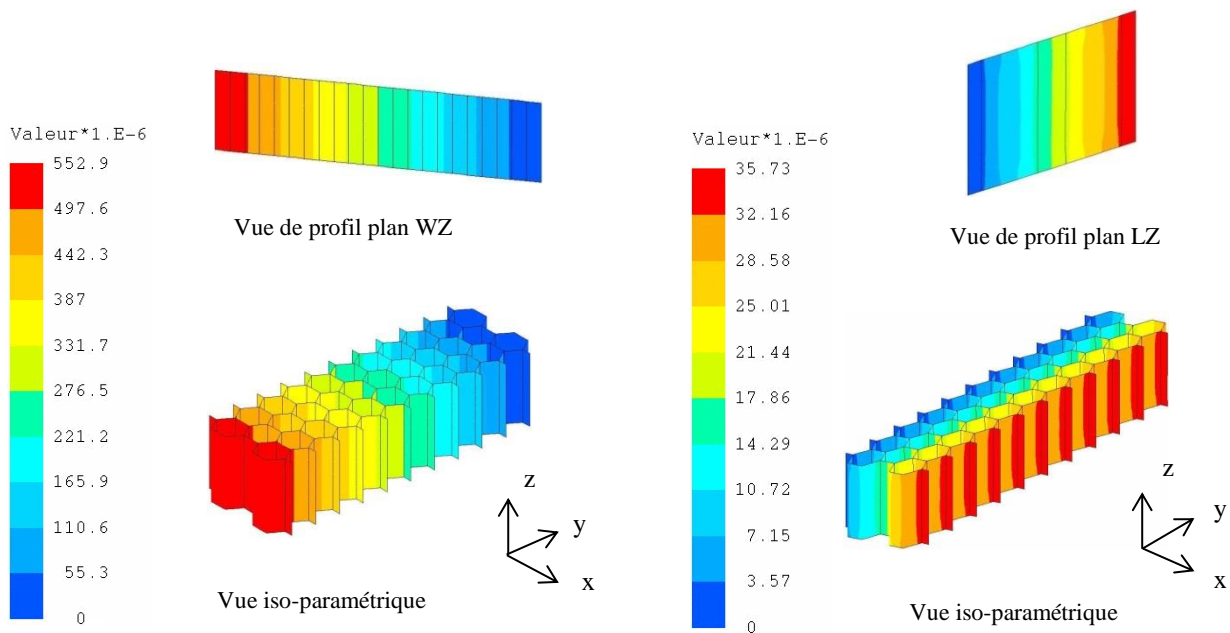 Valeur*1.E-6
552.9
497.6
442.3
387
331.7
276.5
221.2
165.9
110.6
55.3
0
Vue de profil plan WZ
z
y
x
Vue iso-paramétrique
Valeur*1.E-6
35.73
32.16
28.58
25.01
21.44
17.86
14.29
10.72
7.15
3.57
0
Vue de profil plan LZ
z
y
x
Vue iso-paramétrique